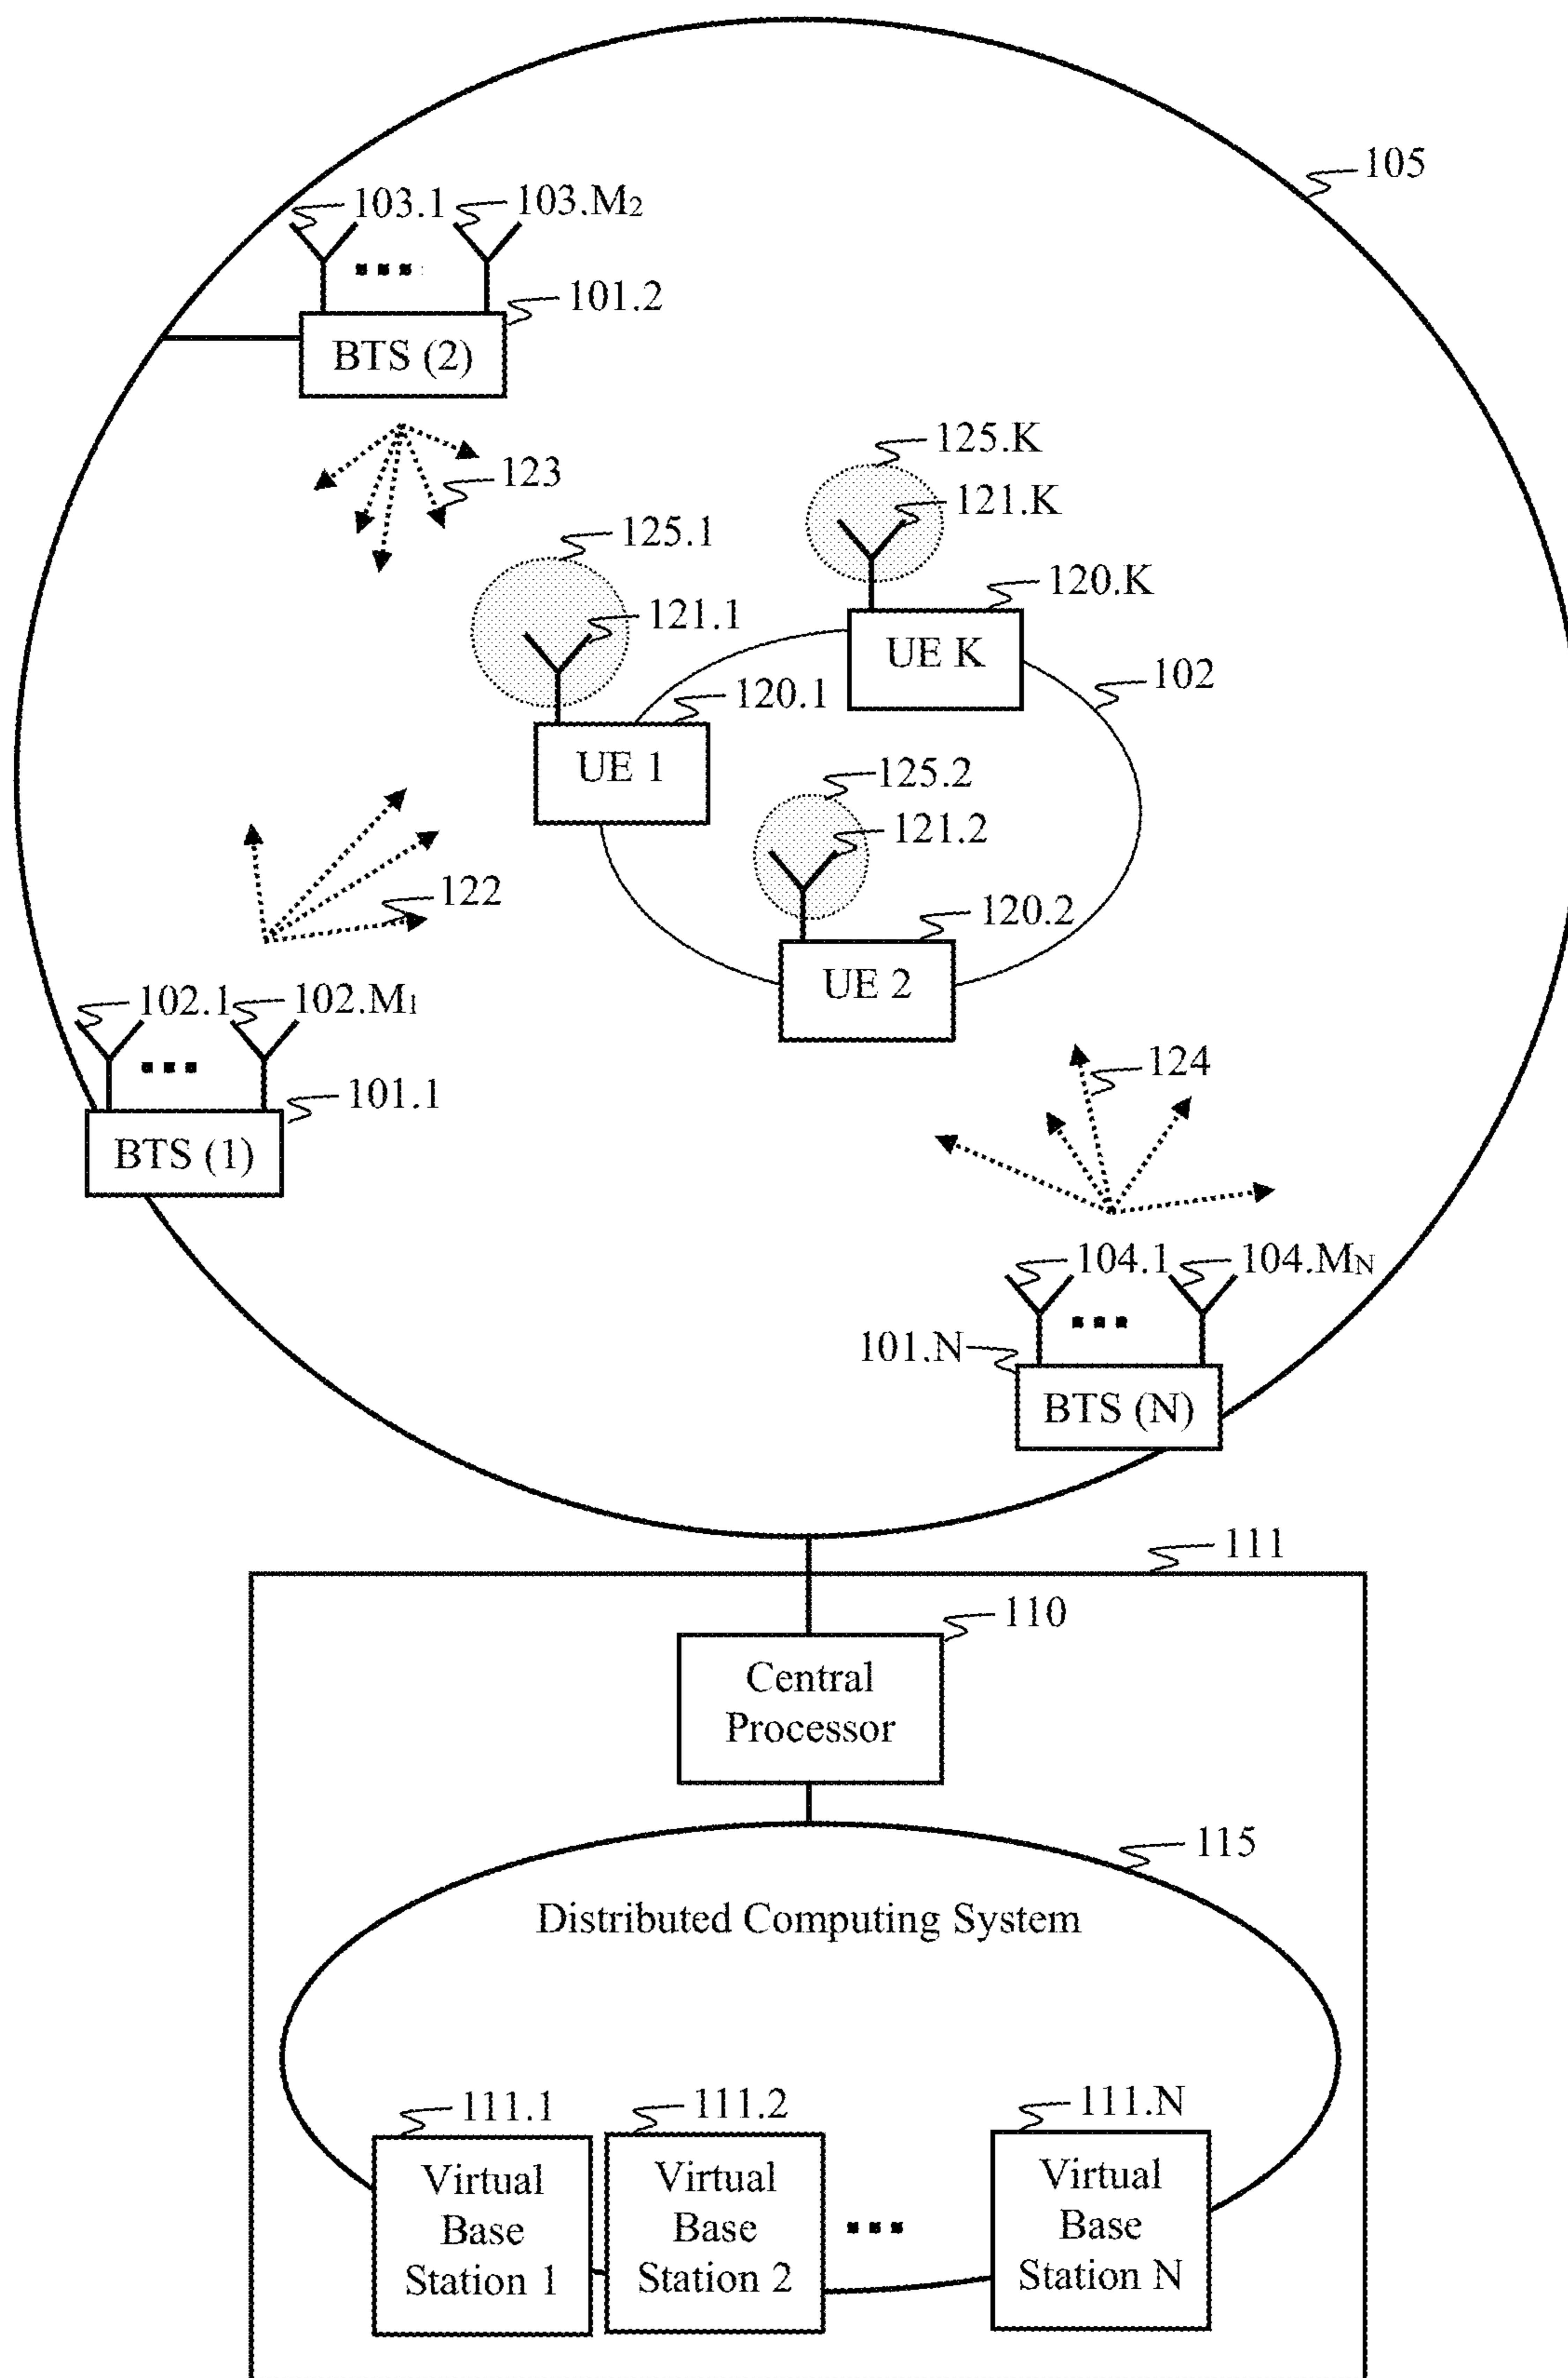 105
103.1
103.M2
101.2
BTS (2)
123
125.K
121.K
125.1
121.1
120.K
UE K
102
120.1
UE 1
125.2
121.2
122
120.2
UE 2
102.1
102.M1
101.1
BTS (1)
124
104.1
104.MN
101.N
BTS (N)
111
110
Central
Processor
115
Distributed Computing System
111.1
111.2
111.N
Virtual
Base
Station 1
Virtual
Base
Station 2
Virtual
Base
Station N